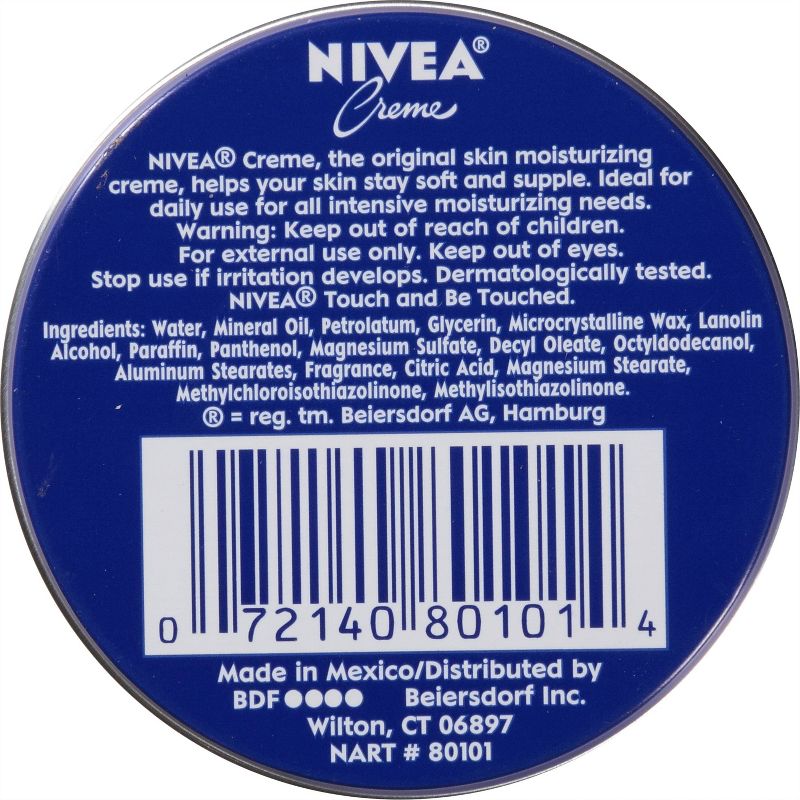 NIVEA®
Creme
NIVEA® Creme, the original skin moisturizing
creme, helps your skin stay soft and supple. Ideal for
daily use for all intensive moisturizing needs.
Warning: Keep out of reach of children.
For external use only. Keep out of eyes.
Stop use if irritation develops. Dermatologically tested.
NIVEA® Touch and Be Touched.
Ingredients: Water, Mineral Oil, Petrolatum, Glycerin, Microcrystalline Wax, Lanolin
Alcohol, Paraffin, Panthenol, Magnesium Sulfate, Decyl Oleate, Octyldodecanol,
Aluminum Stearates, Fragrance, Citric Acid, Magnesium Stearate,
Methylchloroisothiazolinone, Methylisothiazolinone.
® = reg. tm. Beiersdorf AG, Hamburg
0 72140 80101 4
Made in Mexico/Distributed by
BDF●●●● Beiersdorf Inc.
Wilton, CT 06897
NART # 80101